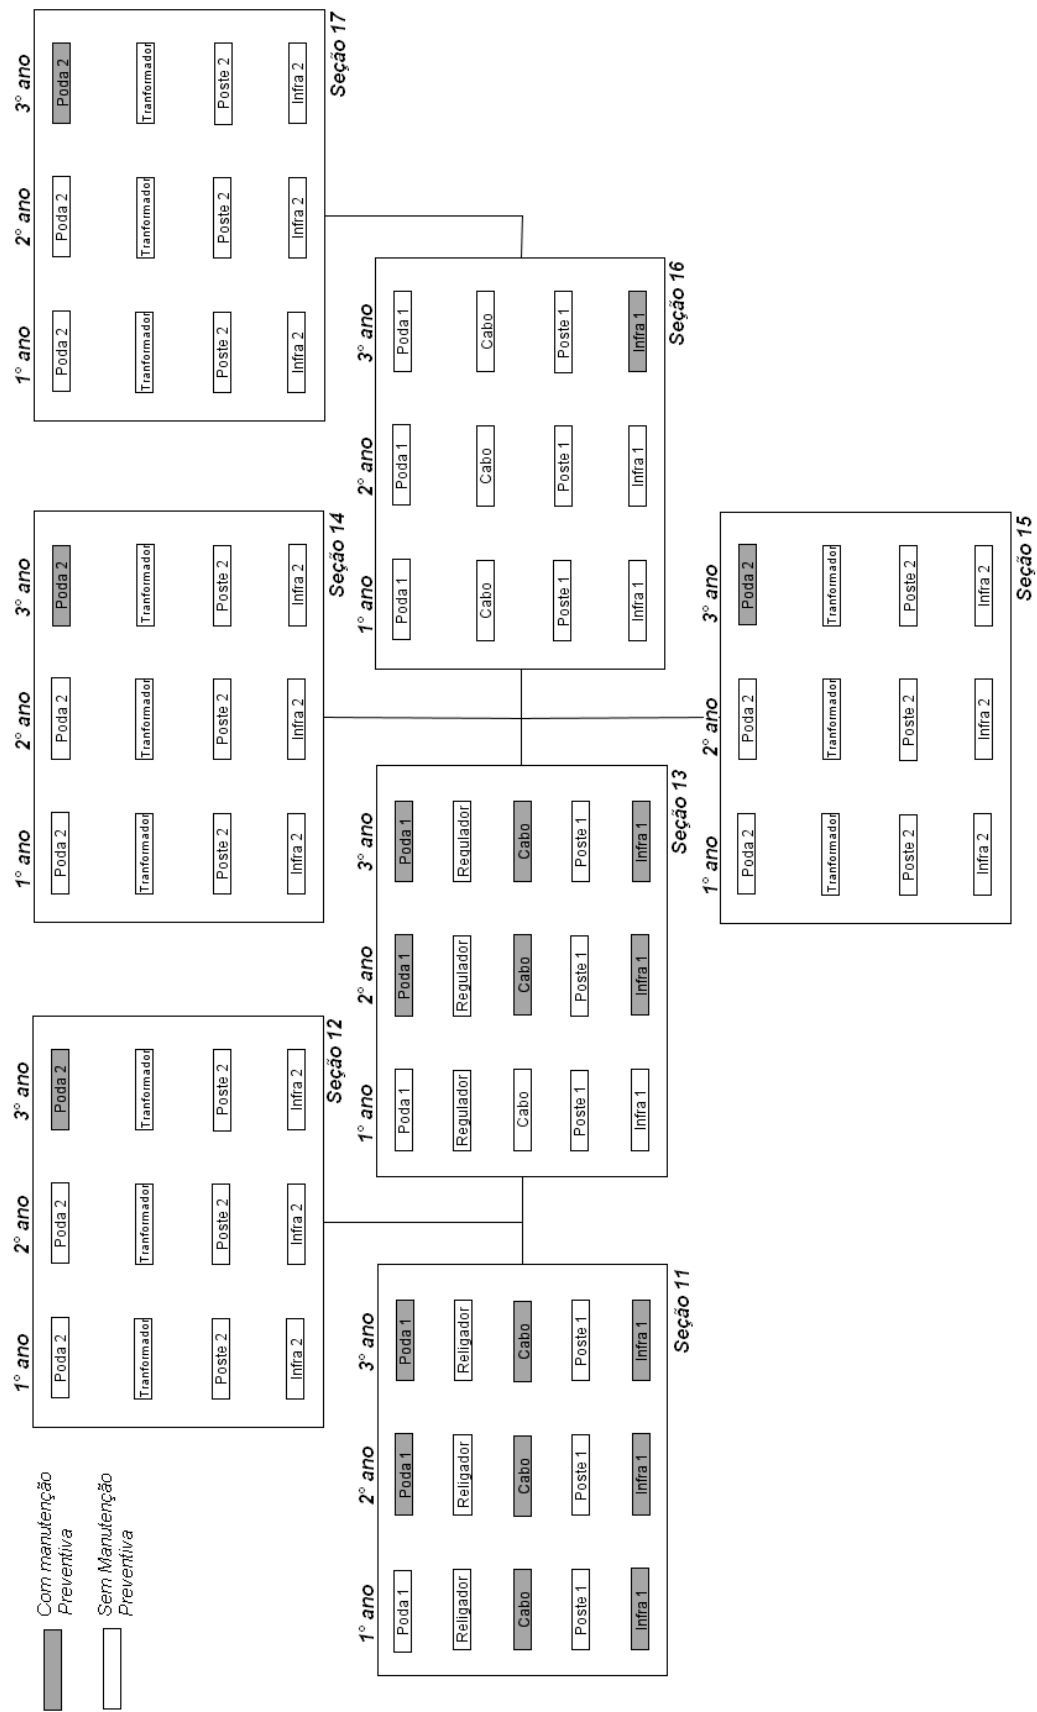 Com manutenção
Preventiva
Sem Manutenção
Preventiva
1° ano 2° ano 3° ano
Poda 2 Poda 2 Poda 2
Tranformador Tranformador Tranformador
Poste 2 Poste 2 Poste 2
Infra 2 Infra 2 Infra 2
Seção 12
1° ano 2° ano 3° ano
Poda 2 Poda 2 Poda 2
Tranformador Tranformador Tranformador
Poste 2 Poste 2 Poste 2
Infra 2 Infra 2 Infra 2
Seção 14
1° ano 2° ano 3° ano
Poda 2 Poda 2 Poda 2
Tranformador Tranformador Tranformador
Poste 2 Poste 2 Poste 2
Infra 2 Infra 2 Infra 2
Seção 17
1° ano 2° ano 3° ano
Poda 1 Poda 1 Poda 1
Religador Religador Religador
Cabo Cabo Cabo
Poste 1 Poste 1 Poste 1
Infra 1 Infra 1 Infra 1
Seção 11
1° ano 2° ano 3° ano
Poda 1 Poda 1 Poda 1
Regulador Regulador Regulador
Cabo Cabo Cabo
Poste 1 Poste 1 Poste 1
Infra 1 Infra 1 Infra 1
Seção 13
1° ano 2° ano 3° ano
Poda 1 Poda 1 Poda 1
Cabo Cabo Cabo
Poste 1 Poste 1 Poste 1
Infra 1 Infra 1 Infra 1
Seção 16
1° ano 2° ano 3° ano
Poda 2 Poda 2 Poda 2
Tranformador Tranformador Tranformador
Poste 2 Poste 2 Poste 2
Infra 2 Infra 2 Infra 2
Seção 15